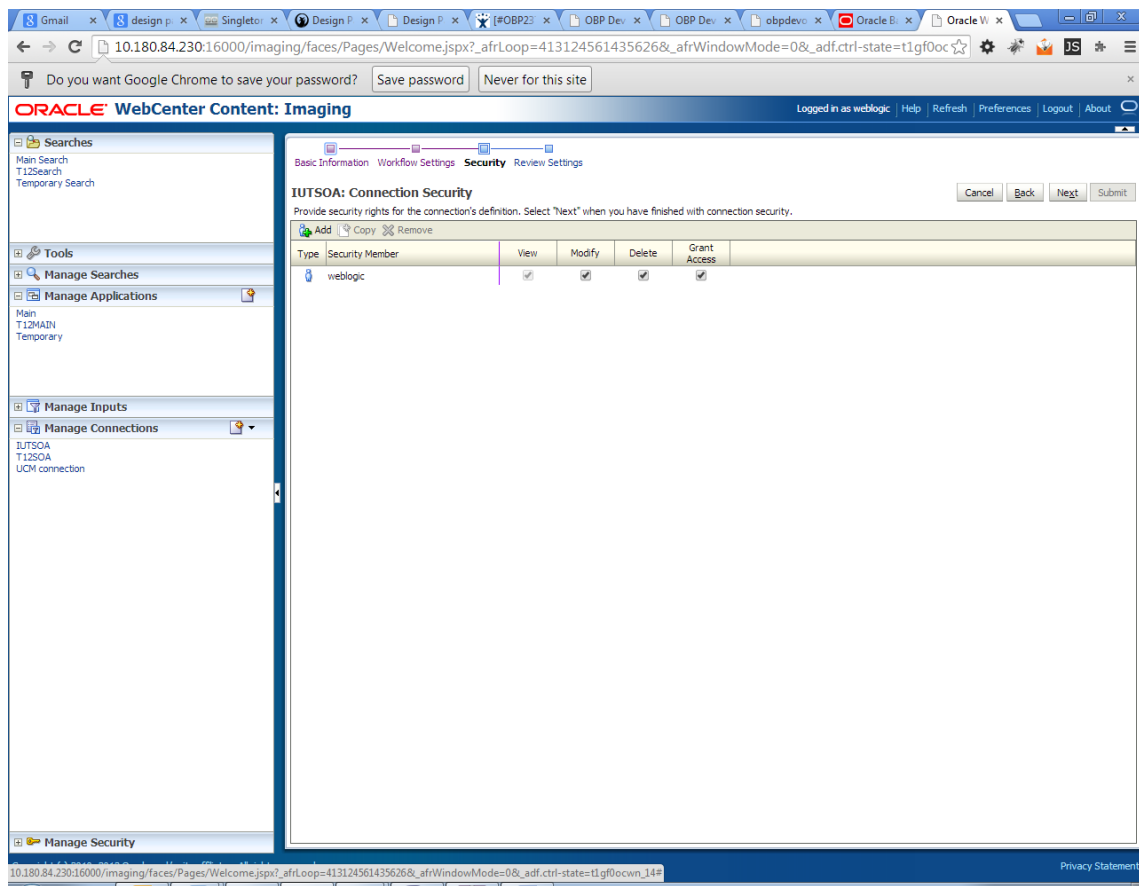 Gmail
design p
Singletor
Design P
Design P
[#OBP23
OBP Dev
OBP Dev
obpdevo
Oracle B
Oracle W
10.180.84.230:16000/imaging/faces/Pages/Welcome.jspx?_afrLoop=413124561435626&_afrWindowMode=0&_adf.ctrl-state=t1gf0oc
JS
Do you want Google Chrome to save your password? Save password Never for this site
ORACLE WebCenter Content: Imaging
Logged in as weblogic Help Refresh Preferences Logout About
Searches
Main Search
T12Search
Temporary Search
Tools
Manage Searches
Manage Applications
Main
T12MAIN
Temporary
Manage Inputs
Manage Connections
IUTSOA
T12SOA
UCM connection
Manage Security
Basic Information Workflow Settings Security Review Settings
IUTSOA: Connection Security
Cancel Back Next Submit
Provide security rights for the connection's definition. Select "Next" when you have finished with connection security.
Add Copy Remove
Type Security Member View Modify Delete Grant Access
weblogic
10.180.84.230:16000/imaging/faces/Pages/Welcome.jspx?_afrLoop=413124561435626&_afrWindowMode=0&_adf.ctrl-state=t1gf0ocwn_14#
Privacy Statement